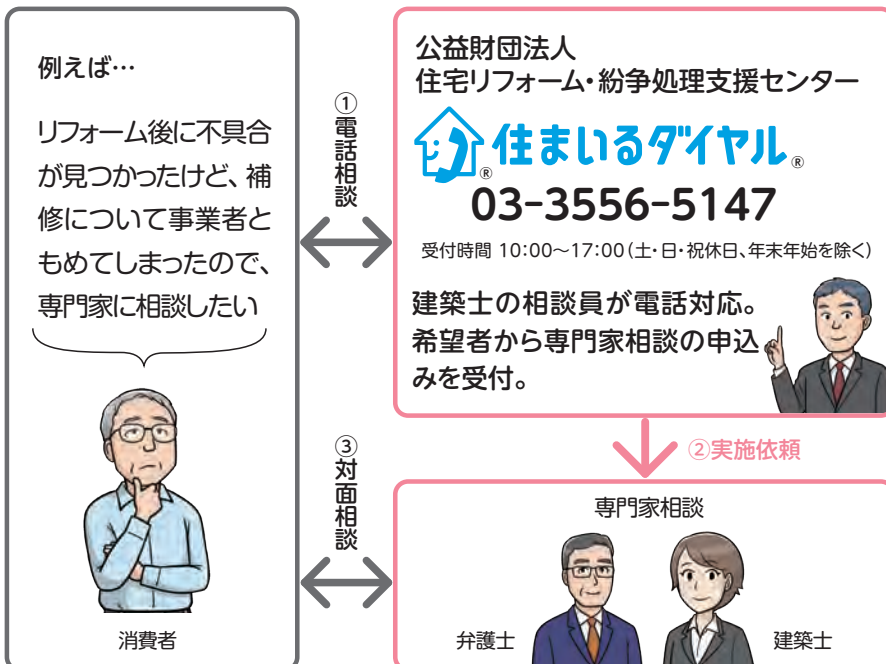 例えば…
リフォーム後に不具合
が見つかったけど、補
修について事業者と
もめてしまったので、
専門家に相談したい
消費者
①電話相談
公益財団法人
住宅リフォーム・紛争処理支援センター
住まいるダイヤル®
®
03-3556-5147
受付時間 10:00～17:00(土・日・祝休日、年末年始を除く)
建築士の相談員が電話対応。
希望者から専門家相談の申込
みを受付。
②実施依頼
③対面相談
専門家相談
弁護士
建築士